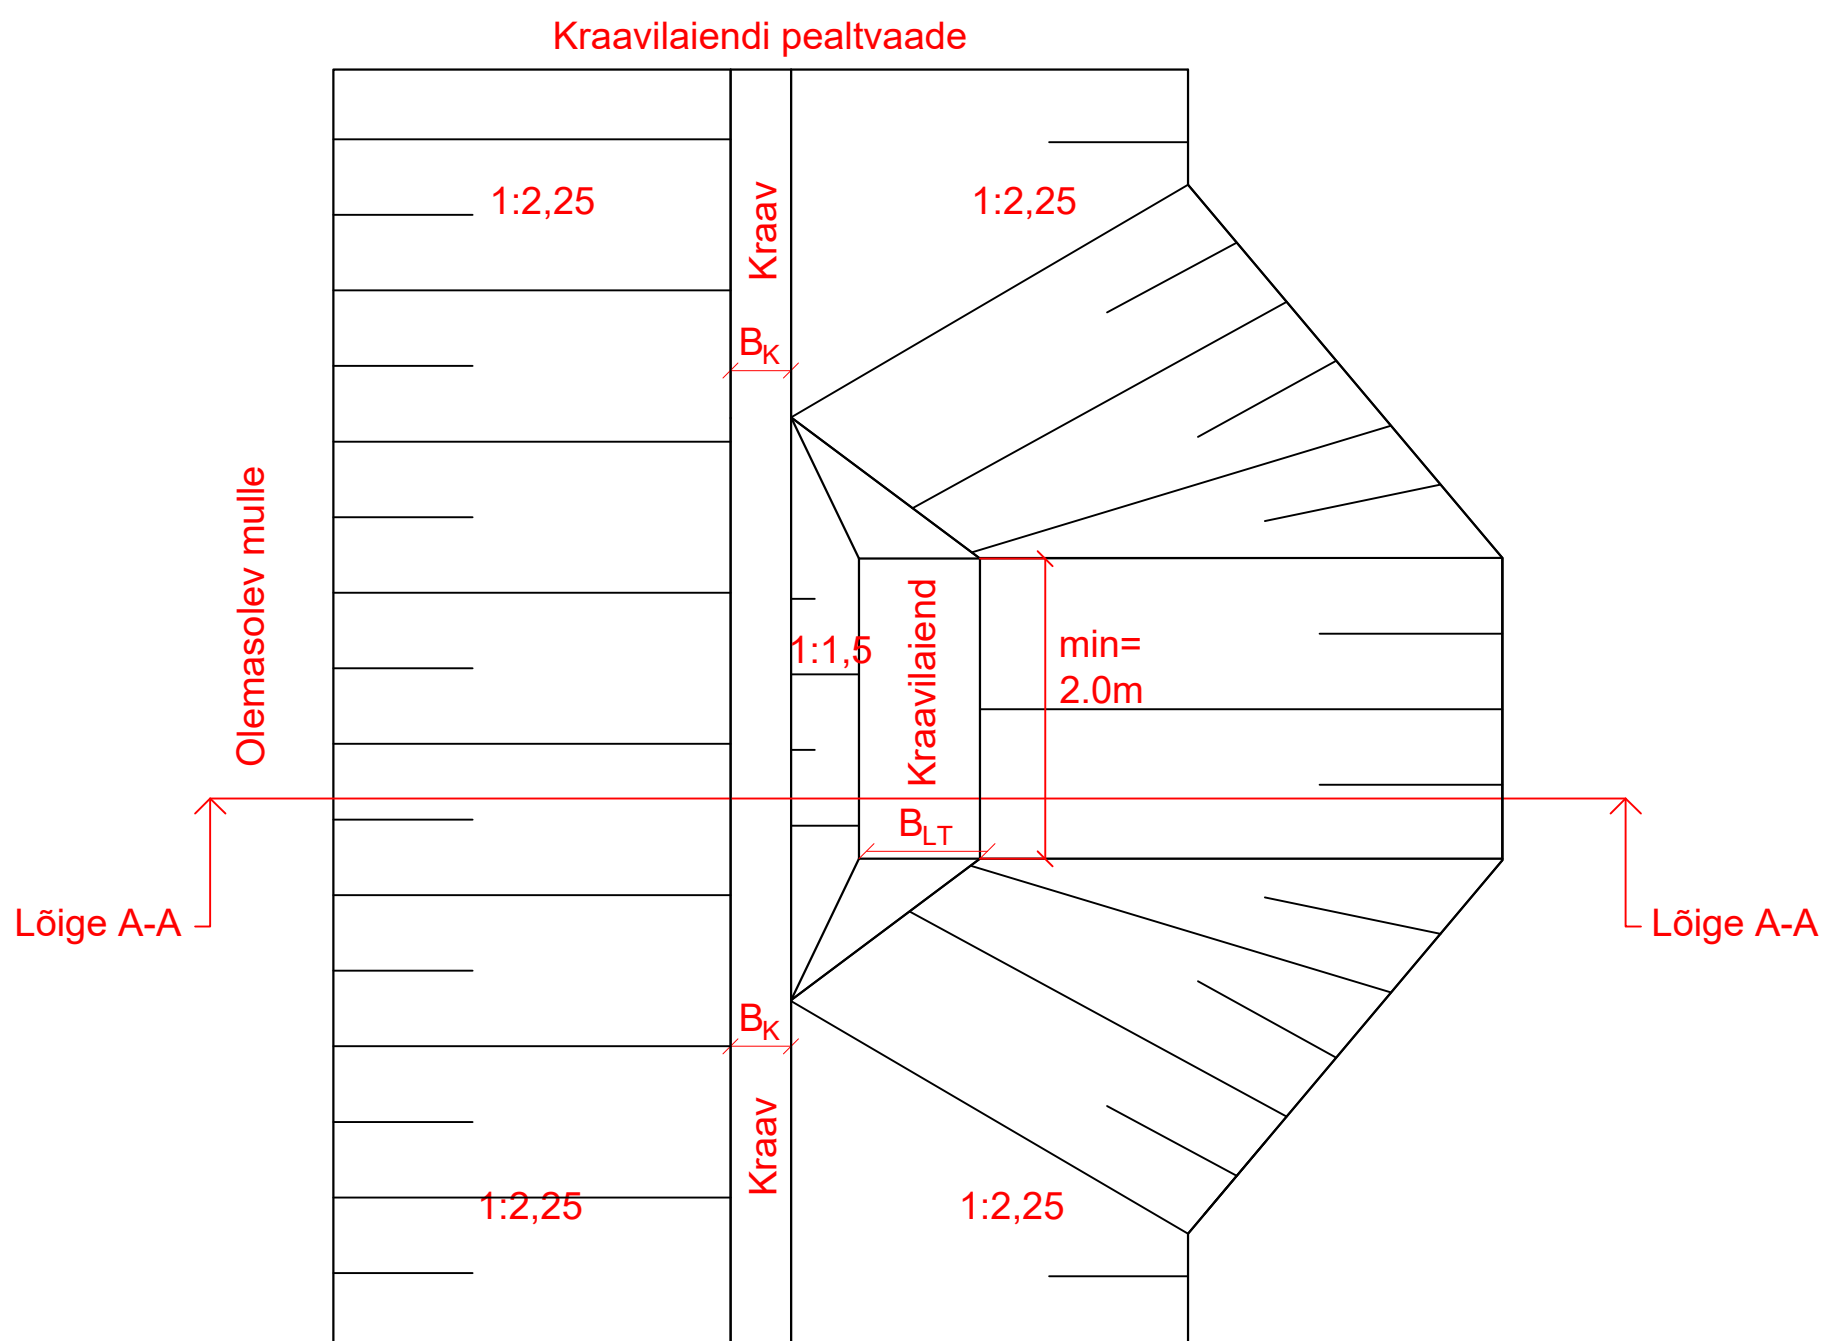 Kraavilaiendi pealtvaade
1:2,25
Kraav
1:2,25
BK
Olemasolev mulle
1:1,5
Kraavilaiend
min=
2.0m
BLT
Lõige A-A
Lõige A-A
BK
Kraav
1:2,25
1:2,25